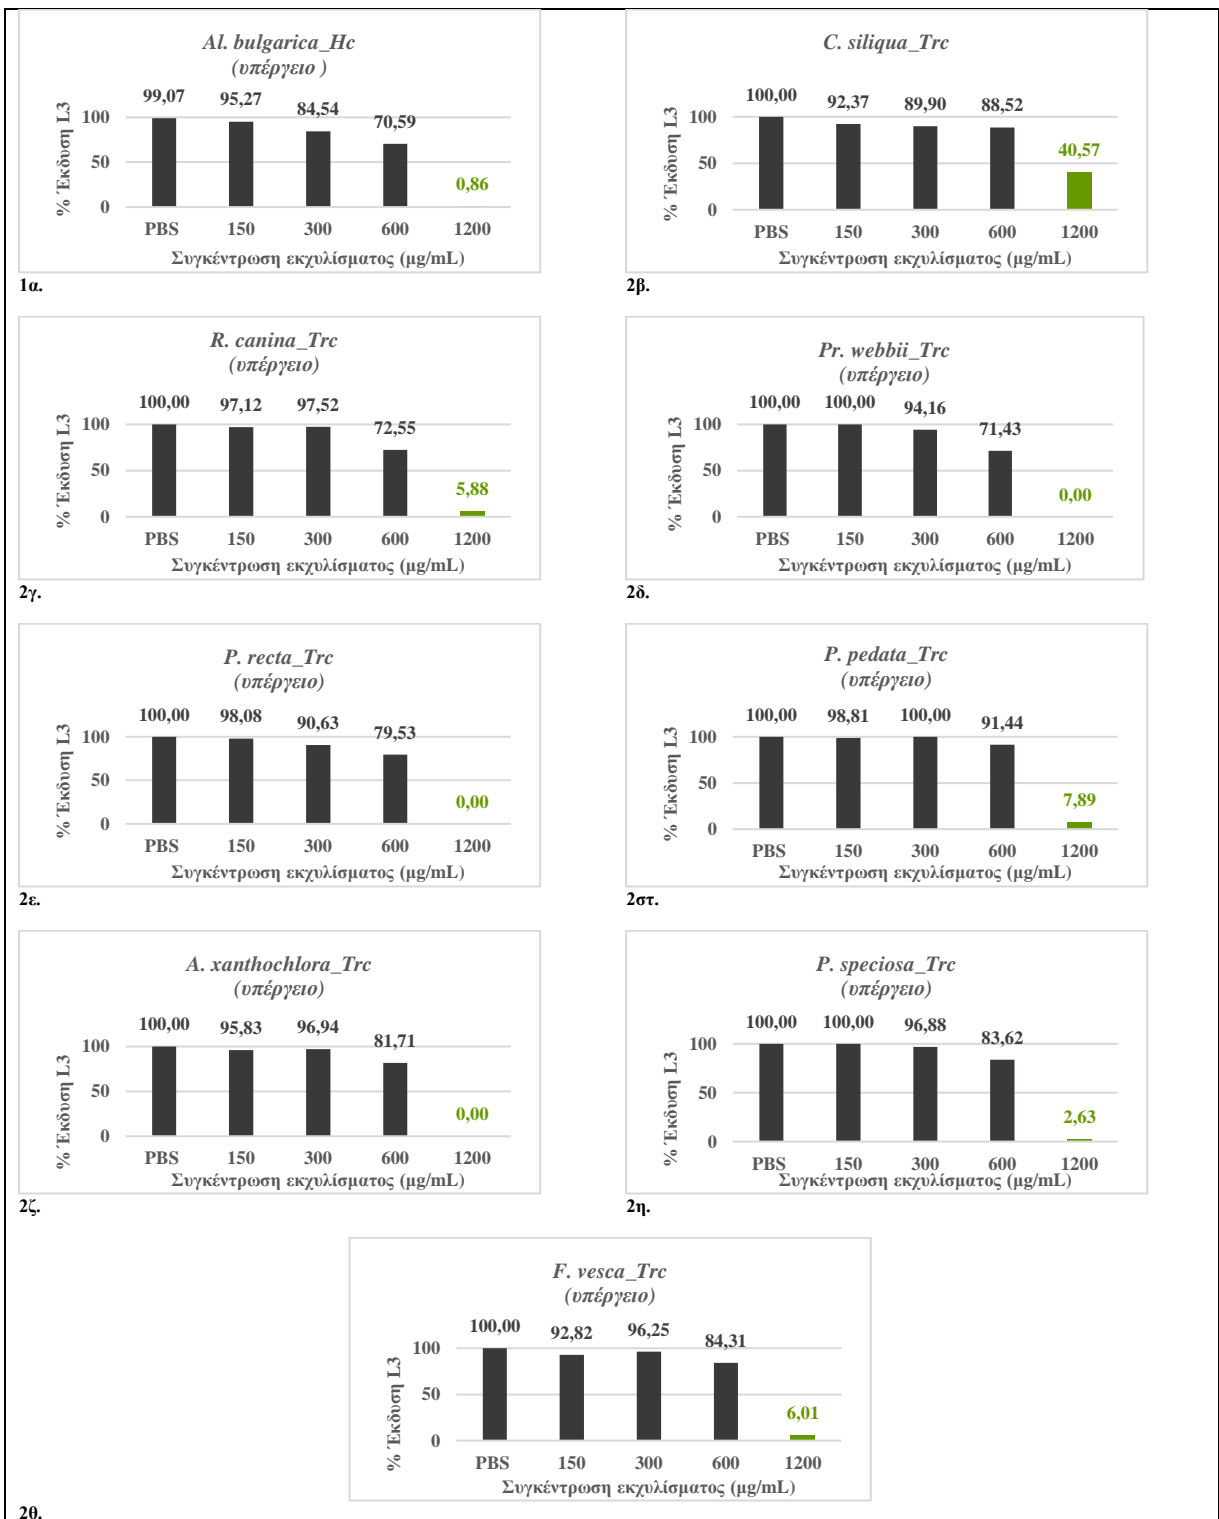 Al. bulgarica_Hc
(υπέργειο )
99,07 95,27 84,54 70,59 0,86
% Έκδυση L3
100
50
0
PBS 150 300 600 1200
Συγκέντρωση εκχυλίσματος (μg/mL)
1α.
C. siliqua_Trc
100,00 92,37 89,90 88,52 40,57
% Έκδυση L3
100
50
0
PBS 150 300 600 1200
Συγκέντρωση εκχυλίσματος (μg/mL)
2β.
R. canina_Trc
(υπέργειο)
100,00 97,12 97,52 72,55 5,88
% Έκδυση L3
100
50
0
PBS 150 300 600 1200
Συγκέντρωση εκχυλίσματος (μg/mL)
2γ.
Pr. webbii_Trc
(υπέργειο)
100,00 100,00 94,16 71,43 0,00
% Έκδυση L3
100
50
0
PBS 150 300 600 1200
Συγκέντρωση εκχυλίσματος (μg/mL)
2δ.
P. recta_Trc
(υπέργειο)
100,00 98,08 90,63 79,53 0,00
% Έκδυση L3
100
50
0
PBS 150 300 600 1200
Συγκέντρωση εκχυλίσματος (μg/mL)
2ε.
P. pedata_Trc
(υπέργειο)
100,00 98,81 100,00 91,44 7,89
% Έκδυση L3
100
50
0
PBS 150 300 600 1200
Συγκέντρωση εκχυλίσματος (μg/mL)
2στ.
A. xanthochlora_Trc
(υπέργειο)
100,00 95,83 96,94 81,71 0,00
% Έκδυση L3
100
50
0
PBS 150 300 600 1200
Συγκέντρωση εκχυλίσματος (μg/mL)
2ζ.
P. speciosa_Trc
(υπέργειο)
100,00 100,00 96,88 83,62 2,63
% Έκδυση L3
100
50
0
PBS 150 300 600 1200
Συγκέντρωση εκχυλίσματος (μg/mL)
2η.
F. vesca_Trc
(υπέργειο)
100,00 92,82 96,25 84,31 6,01
% Έκδυση L3
100
50
0
PBS 150 300 600 1200
Συγκέντρωση εκχυλίσματος (μg/mL)
2θ.